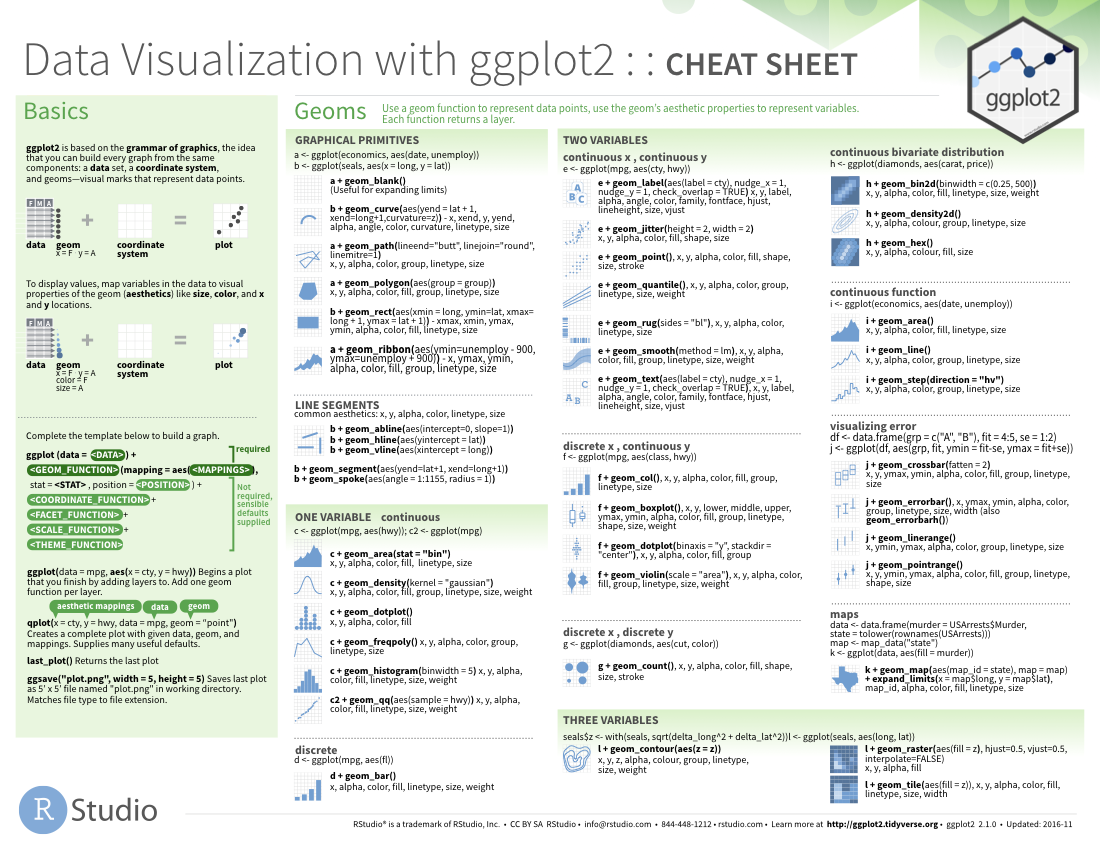 Data Visualization with ggplot2 : : CHEAT SHEET
ggplot2
Basics
ggplot2 is based on the grammar of graphics, the idea
that you can build every graph from the same
components: a data set, a coordinate system,
and geoms—visual marks that represent data points.
F M A
+
=
data
geom
x = F y = A
coordinate
system
plot
To display values, map variables in the data to visual
properties of the geom (aesthetics) like size, color, and x
and y locations.
F M A
+
=
data
geom
x = F y = A
color = F
size = A
coordinate
system
plot
Complete the template below to build a graph.
required
ggplot (data = <DATA>) +
<GEOM_FUNCTION>(mapping = aes(<MAPPINGS>),
stat = <STAT> , position = <POSITION>) +
<COORDINATE_FUNCTION>+
<FACET_FUNCTION>+
<SCALE_FUNCTION>+
<THEME_FUNCTION>
Not
required,
sensible
defaults
supplied
ggplot(data = mpg, aes(x = cty, y = hwy)) Begins a plot
that you finish by adding layers to. Add one geom
function per layer.
aesthetic mappings data geom
qplot(x = cty, y = hwy, data = mpg, geom = “point")
Creates a complete plot with given data, geom, and
mappings. Supplies many useful defaults.
last_plot() Returns the last plot
ggsave("plot.png", width = 5, height = 5) Saves last plot
as 5’ x 5’ file named "plot.png" in working directory.
Matches file type to file extension.
R Studio
Geoms
Use a geom function to represent data points, use the geom’s aesthetic properties to represent variables.
Each function returns a layer.
GRAPHICAL PRIMITIVES
a <- ggplot(economics, aes(date, unemploy))
b <- ggplot(seals, aes(x = long, y = lat))
a + geom_blank()
(Useful for expanding limits)
b + geom_curve(aes(yend = lat + 1,
xend=long+1,curvature=z)) - x, xend, y, yend,
alpha, angle, color, curvature, linetype, size
a + geom_path(lineend="butt", linejoin="round",
linemitre=1)
x, y, alpha, color, group, linetype, size
a + geom_polygon(aes(group = group))
x, y, alpha, color, fill, group, linetype, size
b + geom_rect(aes(xmin = long, ymin=lat, xmax=
long + 1, ymax = lat + 1)) - xmax, xmin, ymax,
ymin, alpha, color, fill, linetype, size
a + geom_ribbon(aes(ymin=unemploy - 900,
ymax=unemploy + 900)) - x, ymax, ymin,
alpha, color, fill, group, linetype, size
LINE SEGMENTS
common aesthetics: x, y, alpha, color, linetype, size
b + geom_abline(aes(intercept=0, slope=1))
b + geom_hline(aes(yintercept = lat))
b + geom_vline(aes(xintercept = long))
b + geom_segment(aes(yend=lat+1, xend=long+1))
b + geom_spoke(aes(angle = 1:1155, radius = 1))
ONE VARIABLE continuous
c <- ggplot(mpg, aes(hwy)); c2 <- ggplot(mpg)
c + geom_area(stat = "bin")
x, y, alpha, color, fill, linetype, size
c + geom_density(kernel = "gaussian")
x, y, alpha, color, fill, group, linetype, size, weight
c + geom_dotplot()
x, y, alpha, color, fill
c + geom_freqpoly() x, y, alpha, color, group,
linetype, size
c + geom_histogram(binwidth = 5) x, y, alpha,
color, fill, linetype, size, weight
c2 + geom_qq(aes(sample = hwy)) x, y, alpha,
color, fill, linetype, size, weight
discrete
d <- ggplot(mpg, aes(fl))
d + geom_bar()
x, alpha, color, fill, linetype, size, weight
TWO VARIABLES
continuous x , continuous y
e <- ggplot(mpg, aes(cty, hwy))
A
B C
e + geom_label(aes(label = cty), nudge_x = 1,
nudge_y = 1, check_overlap = TRUE) x, y, label,
alpha, angle, color, family, fontface, hjust,
lineheight, size, vjust
e + geom_jitter(height = 2, width = 2)
x, y, alpha, color, fill, shape, size
e + geom_point(), x, y, alpha, color, fill, shape,
size, stroke
e + geom_quantile(), x, y, alpha, color, group,
linetype, size, weight
e + geom_rug(sides = "bl"), x, y, alpha, color,
linetype, size
e + geom_smooth(method = lm), x, y, alpha,
color, fill, group, linetype, size, weight
C
A B
e + geom_text(aes(label = cty), nudge_x = 1,
nudge_y = 1, check_overlap = TRUE), x, y, label,
alpha, angle, color, family, fontface, hjust,
lineheight, size, vjust
discrete x , continuous y
f <- ggplot(mpg, aes(class, hwy))
f + geom_col(), x, y, alpha, color, fill, group,
linetype, size
f + geom_boxplot(), x, y, lower, middle, upper,
ymax, ymin, alpha, color, fill, group, linetype,
shape, size, weight
f + geom_dotplot(binaxis = "y", stackdir =
"center"), x, y, alpha, color, fill, group
f + geom_violin(scale = "area"), x, y, alpha, color,
fill, group, linetype, size, weight
discrete x , discrete y
g <- ggplot(diamonds, aes(cut, color))
g + geom_count(), x, y, alpha, color, fill, shape,
size, stroke
continuous bivariate distribution
h <- ggplot(diamonds, aes(carat, price))
h + geom_bin2d(binwidth = c(0.25, 500))
x, y, alpha, color, fill, linetype, size, weight
h + geom_density2d()
x, y, alpha, colour, group, linetype, size
h + geom_hex()
x, y, alpha, colour, fill, size
continuous function
i <- ggplot(economics, aes(date, unemploy))
i + geom_area()
x, y, alpha, color, fill, linetype, size
i + geom_line()
x, y, alpha, color, group, linetype, size
i + geom_step(direction = "hv")
x, y, alpha, color, group, linetype, size
visualizing error
df <- data.frame(grp = c("A", "B"), fit = 4:5, se = 1:2)
j <- ggplot(df, aes(grp, fit, ymin = fit-se, ymax = fit+se))
j + geom_crossbar(fatten = 2)
x, y, ymax, ymin, alpha, color, fill, group, linetype,
size
j + geom_errorbar(), x, ymax, ymin, alpha, color,
group, linetype, size, width (also
geom_errorbarh())
j + geom_linerange()
x, ymin, ymax, alpha, color, group, linetype, size
j + geom_pointrange()
x, y, ymin, ymax, alpha, color, fill, group, linetype,
shape, size
maps
data <- data.frame(murder = USArrests$Murder,
state = tolower(rownames(USArrests)))
map <- map_data("state")
k <- ggplot(data, aes(fill = murder))
k + geom_map(aes(map_id = state), map = map)
+ expand_limits(x = map$long, y = map$lat),
map_id, alpha, color, fill, linetype, size
THREE VARIABLES
seals$z <- with(seals, sqrt(delta_long^2 + delta_lat^2))l <- ggplot(seals, aes(long, lat))
l + geom_contour(aes(z = z))
x, y, z, alpha, colour, group, linetype,
size, weight
l + geom_raster(aes(fill = z), hjust=0.5, vjust=0.5,
interpolate=FALSE)
x, y, alpha, fill
l + geom_tile(aes(fill = z)), x, y, alpha, color, fill,
linetype, size, width
RStudio® is a trademark of RStudio, Inc. • CC BY SA RStudio • info@rstudio.com • 844-448-1212 • rstudio.com • Learn more at http://ggplot2.tidyverse.org • ggplot2 2.1.0 • Updated: 2016-11